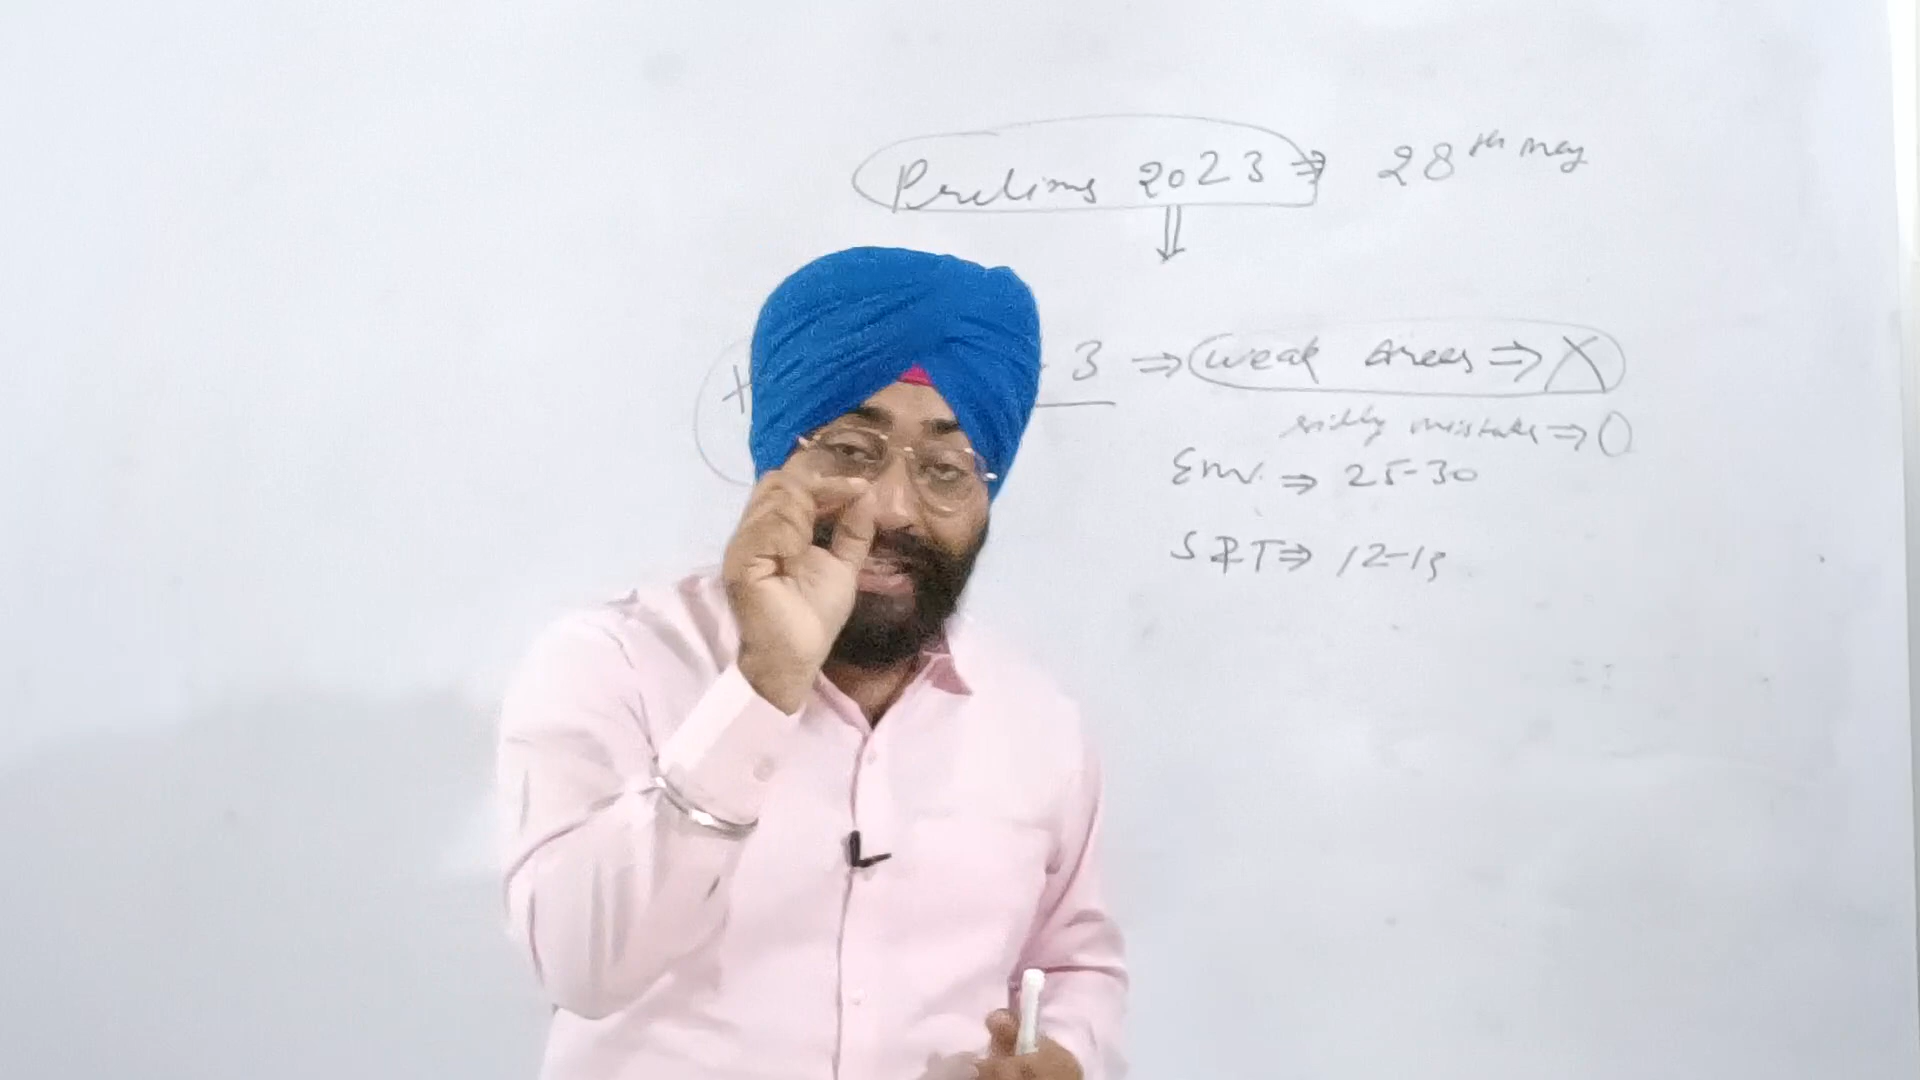 Prelims 2023 ⇒ 28th may
⇓
3 ⇒ weak areas ⇒ X
silly mistakes ⇒ 0
Env. ⇒ 25-30
S&T ⇒ 12-13